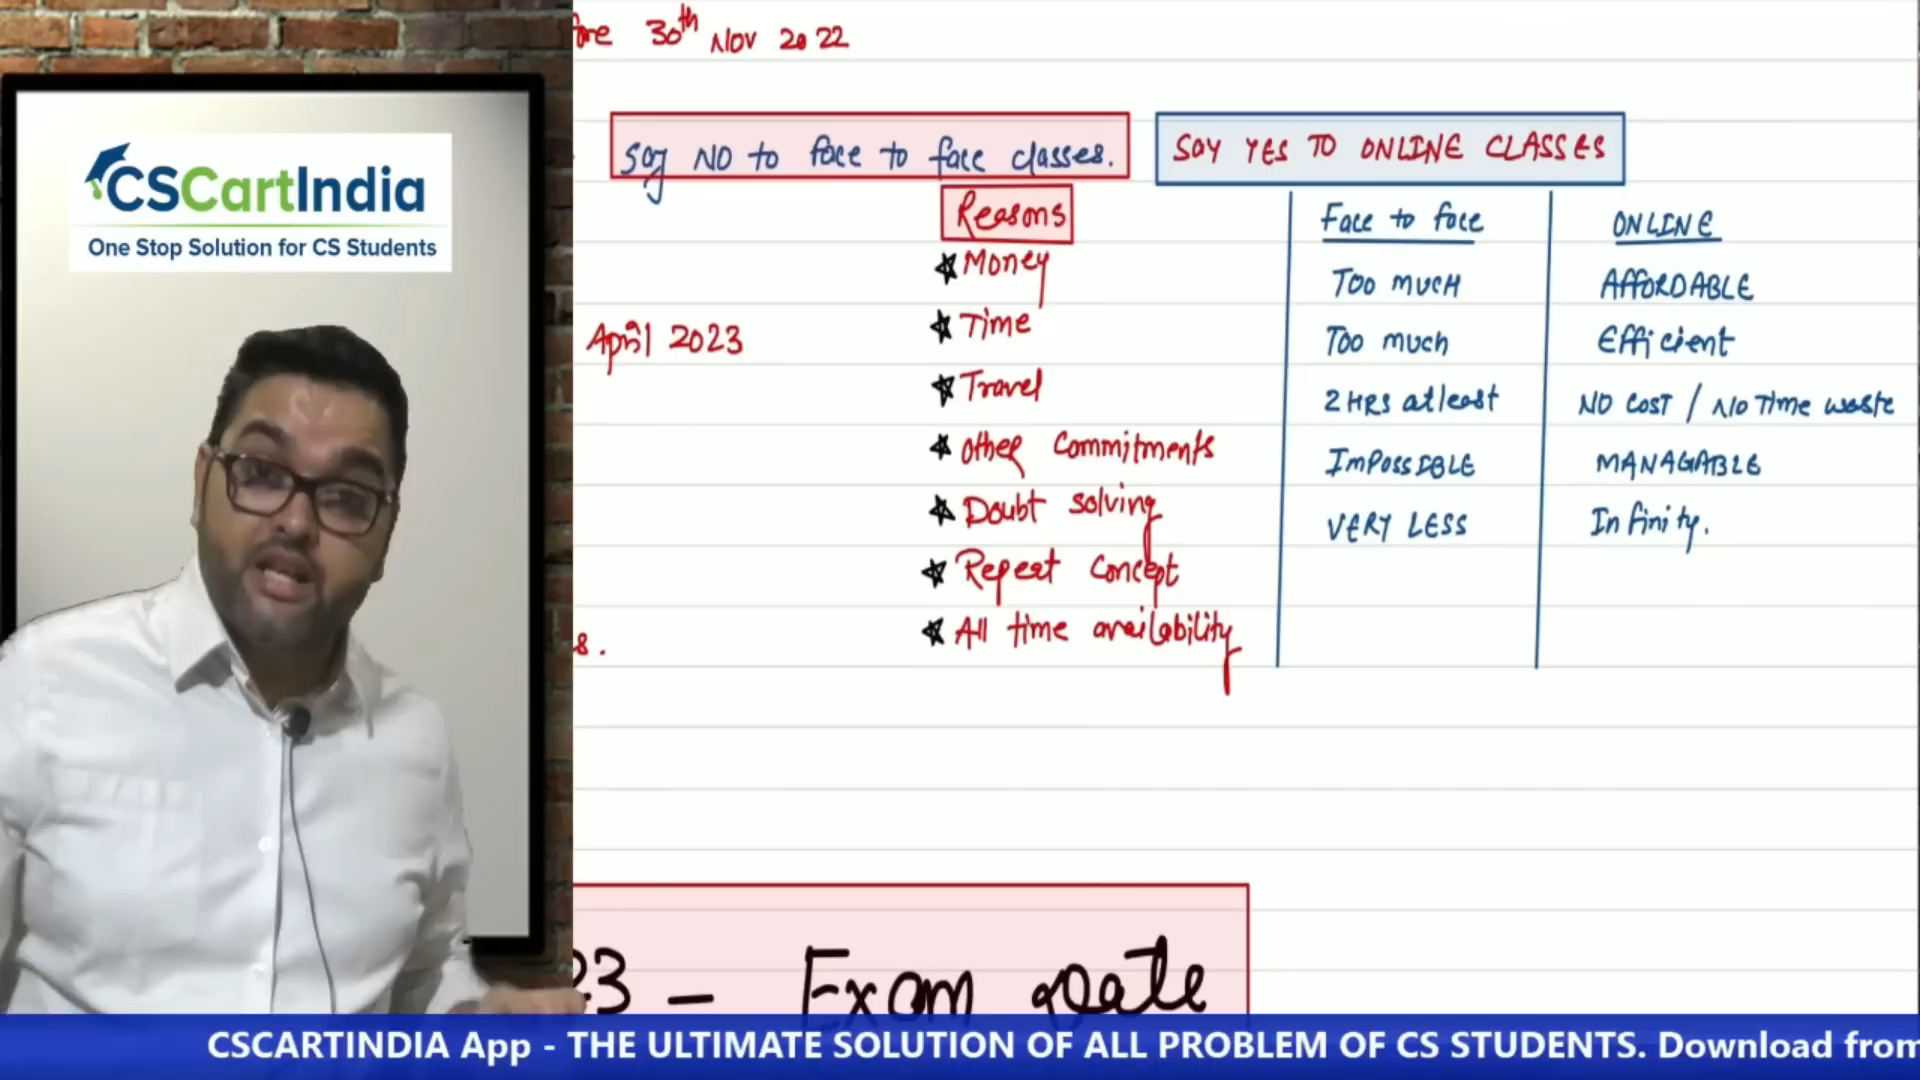 CSCartIndia
One Stop Solution for CS Students
30th Nov 2022
Say NO to face to face classes.
SAY YES TO ONLINE CLASSES
Reasons
Face to face
ONLINE
Money
TOO MUCH
AFFORDABLE
April 2023
Time
Too much
Efficient
Travel
2 HRS atleast
NO COST / No Time waste
Other Commitments
ImPOSSIBLE
MANAGABLE
Doubt solving
VERY LESS
Infinity.
Repeat Concept
All time availability
s.
23 - Exam Date
CSCARTINDIA App - THE ULTIMATE SOLUTION OF ALL PROBLEM OF CS STUDENTS. Download from